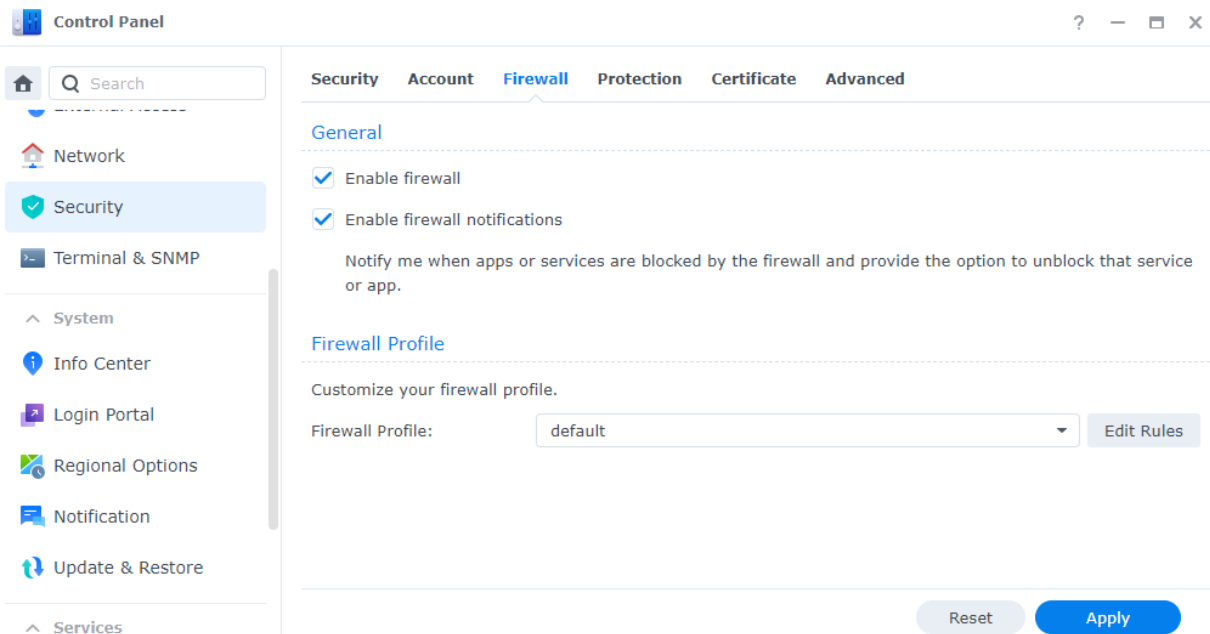 Control Panel
Search
Network
Security
Terminal & SNMP
System
Info Center
Login Portal
Regional Options
Notification
Update & Restore
Services
Security Account Firewall Protection Certificate Advanced
General
Enable firewall
Enable firewall notifications
Notify me when apps or services are blocked by the firewall and provide the option to unblock that service
or app.
Firewall Profile
Customize your firewall profile.
Firewall Profile: default Edit Rules
Reset Apply